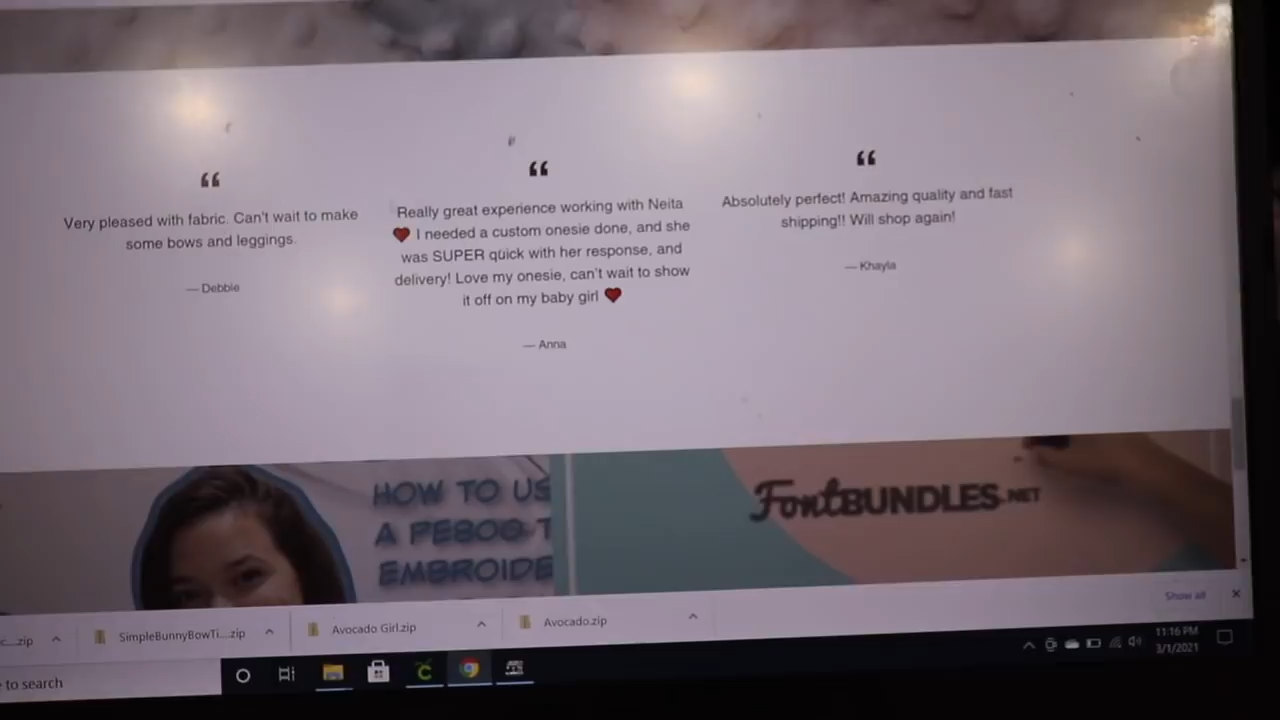 “
Very pleased with fabric. Can't wait to make
some bows and leggings.
— Debbie
“
Really great experience working with Neita
❤ I needed a custom onesie done, and she
was SUPER quick with her response, and
delivery! Love my onesie, can't wait to show
it off on my baby girl ❤
— Anna
“
Absolutely perfect! Amazing quality and fast
shipping!! Will shop again!
— Khayla
HOW TO US
A PE800 T
EMBROIDE
FontBUNDLES.NET
c....zip
SimpleBunnyBowTi....zip
Avocado Girl.zip
Avocado.zip
Show all
to search
11:16 PM
3/1/2021